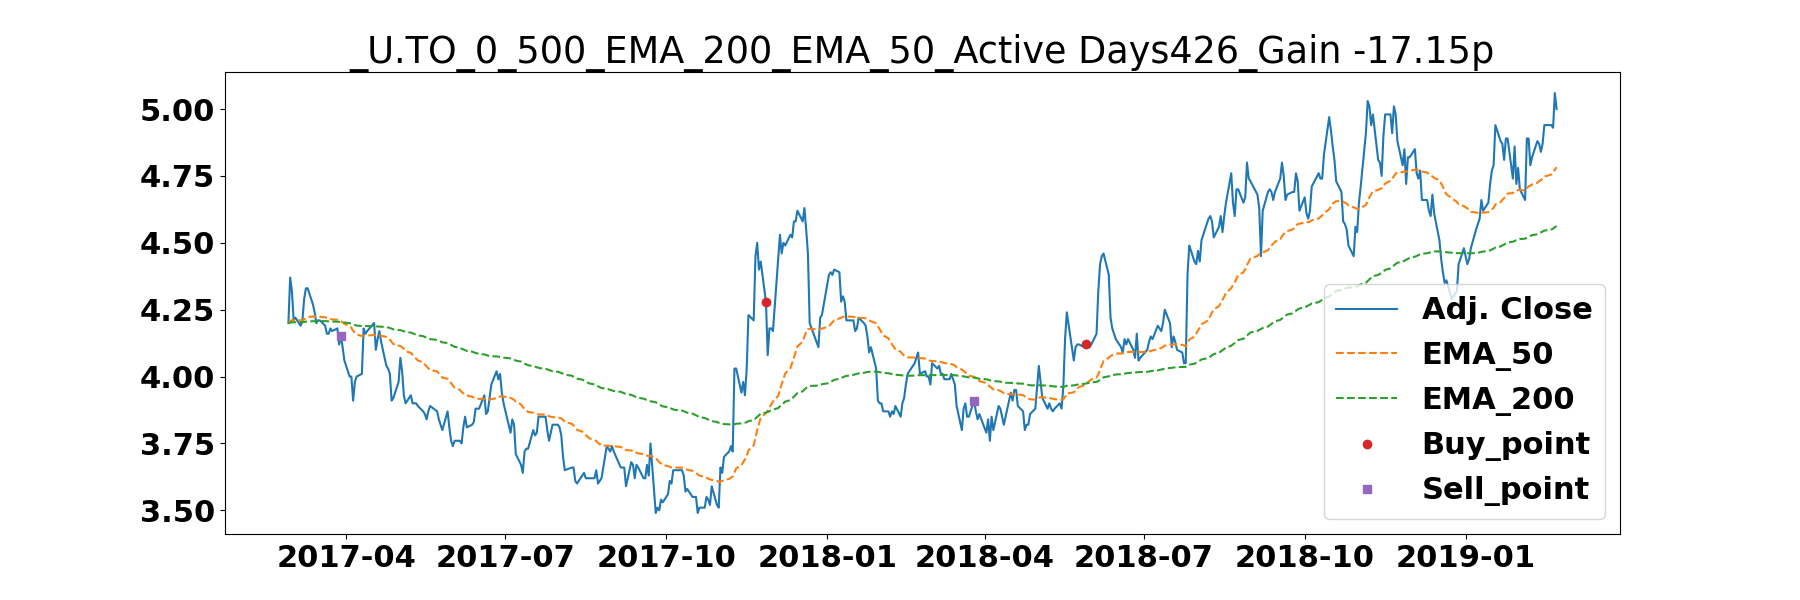 _U.TO_0_500_EMA_200_EMA_50_Active Days426_Gain -17.15p
5.00
4.75
4.50
4.25
4.00
3.75
3.50
2017-04 2017-07 2017-10 2018-01 2018-04 2018-07 2018-10 2019-01
Adj. Close
EMA_50
EMA_200
Buy_point
Sell_point